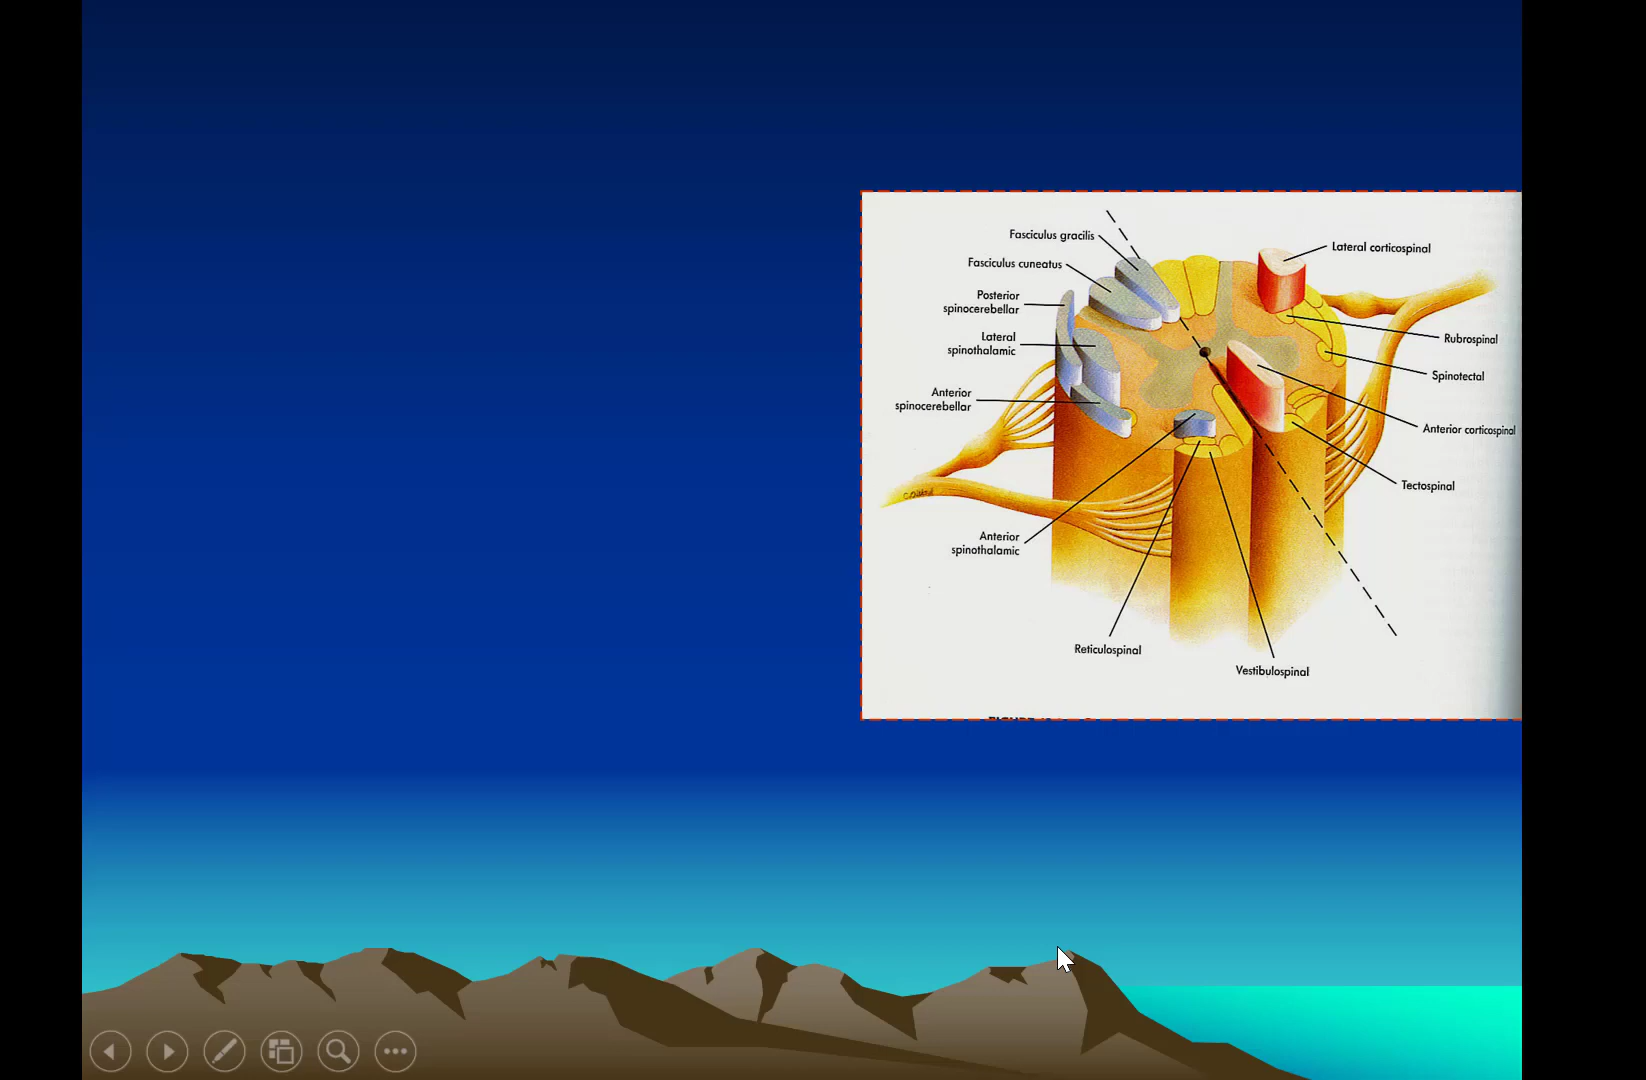 Fasciculus gracilis
Fasciculus cuneatus
Posterior
spinocerebellar
Lateral
spinothalamic
Anterior
spinocerebellar
Anterior
spinothalamic
Reticulospinal
Vestibulospinal
Lateral corticospinal
Rubrospinal
Spinotectal
Anterior corticospinal
Tectospinal